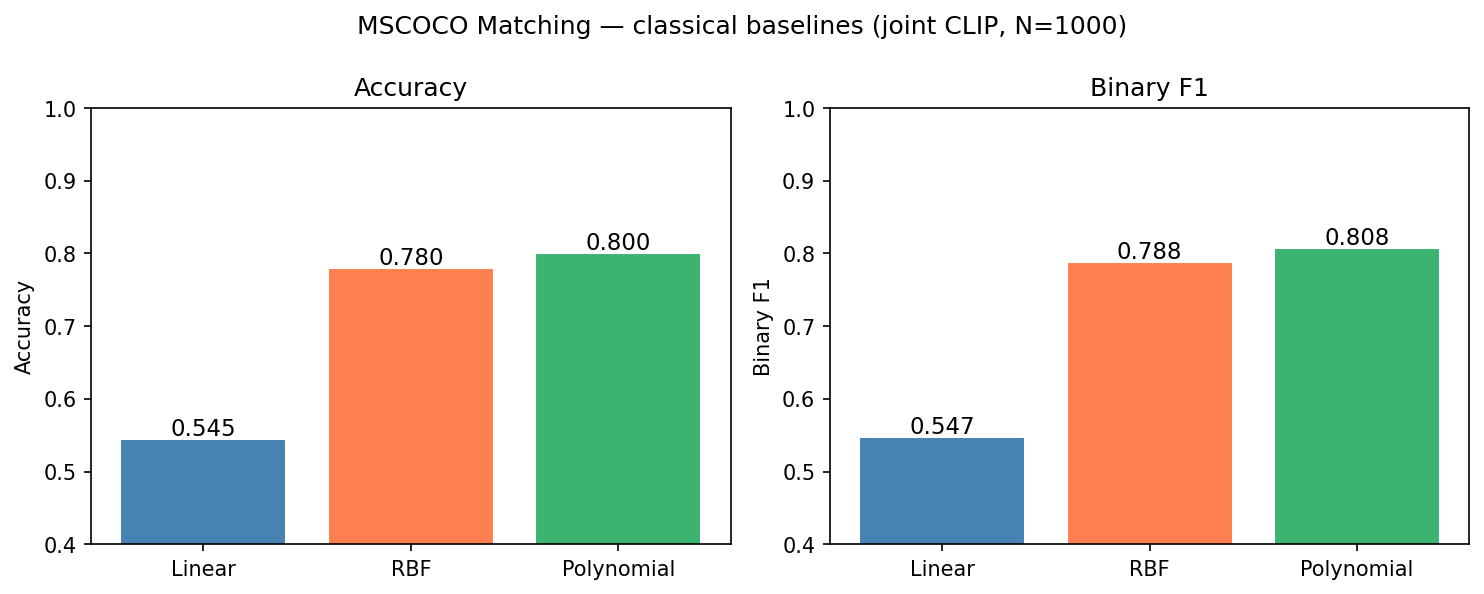 MSCOCO Matching — classical baselines (joint CLIP, N=1000)
Accuracy
1.0
0.9
0.8
0.7
0.6
0.5
0.4
Accuracy
0.545
0.780
0.800
Linear
RBF
Polynomial
Binary F1
1.0
0.9
0.8
0.7
0.6
0.5
0.4
Binary F1
0.547
0.788
0.808
Linear
RBF
Polynomial